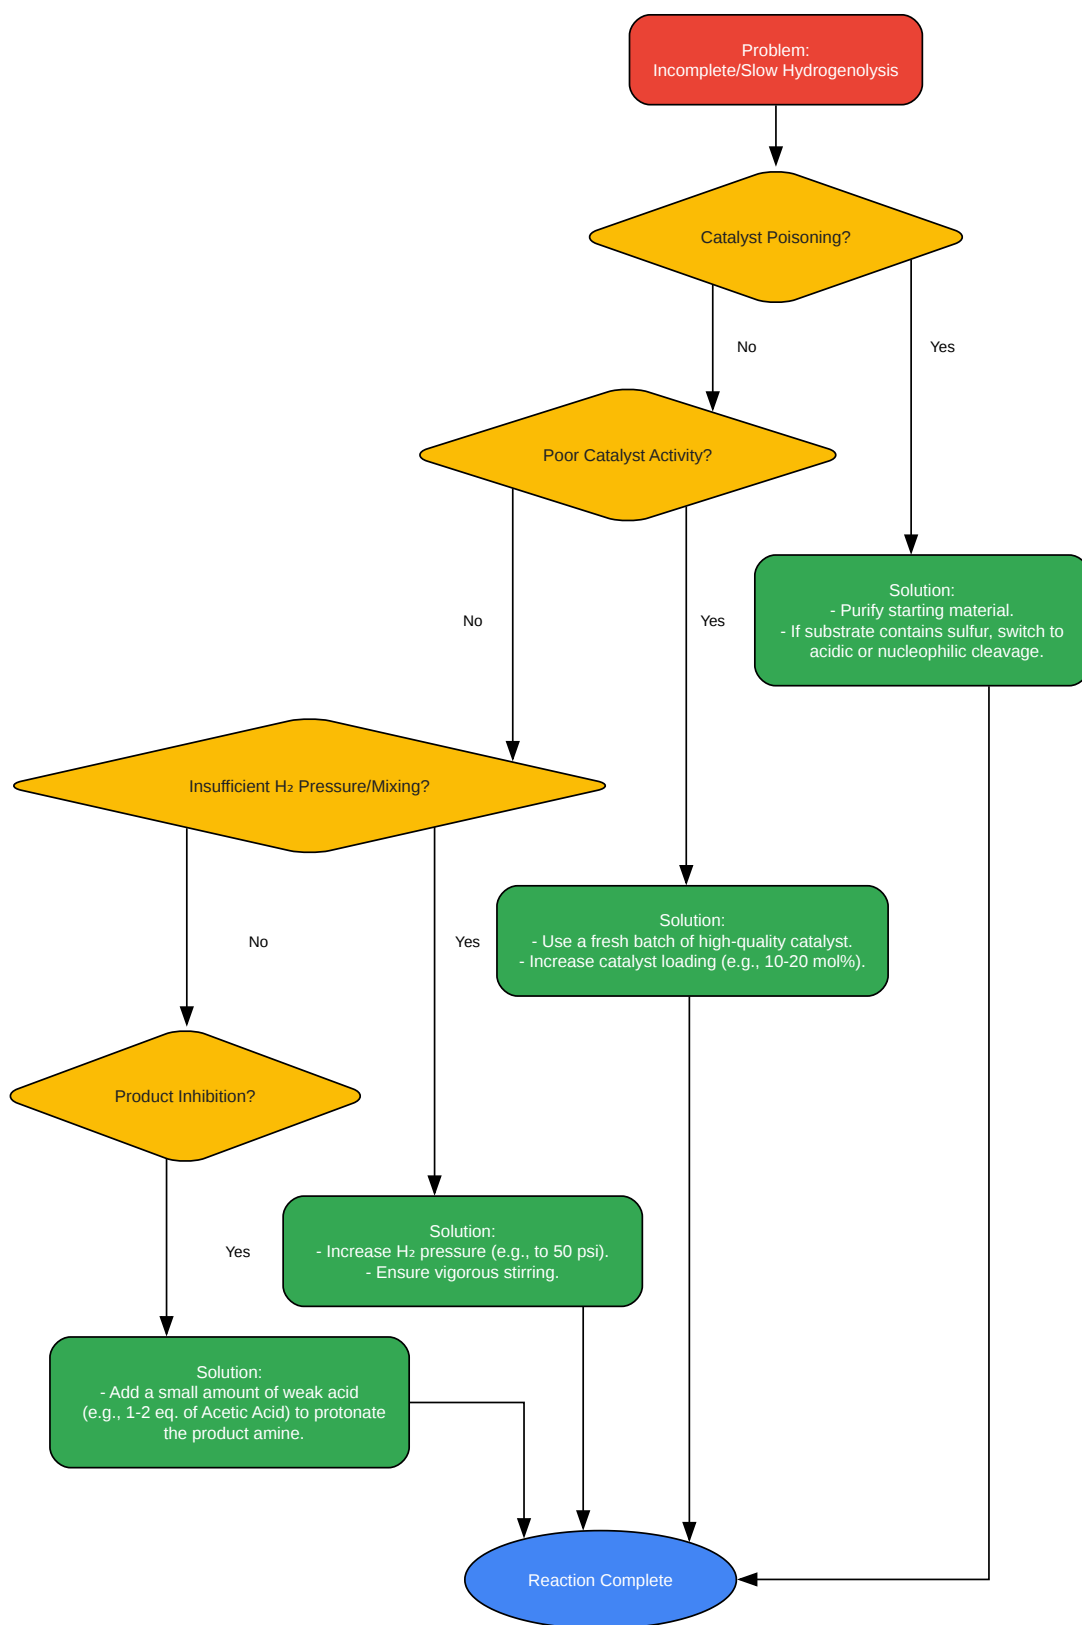 Problem:
Incomplete/Slow Hydrogenolysis
Catalyst Poisoning?
No
Yes
Poor Catalyst Activity?
No
Yes
Solution:
- Purify starting material.
- If substrate contains sulfur, switch to
acidic or nucleophilic cleavage.
Insufficient H₂ Pressure/Mixing?
No
Yes
Solution:
- Use a fresh batch of high-quality catalyst.
- Increase catalyst loading (e.g., 10-20 mol%).
Product Inhibition?
Yes
Solution:
- Increase H₂ pressure (e.g., to 50 psi).
- Ensure vigorous stirring.
Solution:
- Add a small amount of weak acid
(e.g., 1-2 eq. of Acetic Acid) to protonate
the product amine.
Reaction Complete